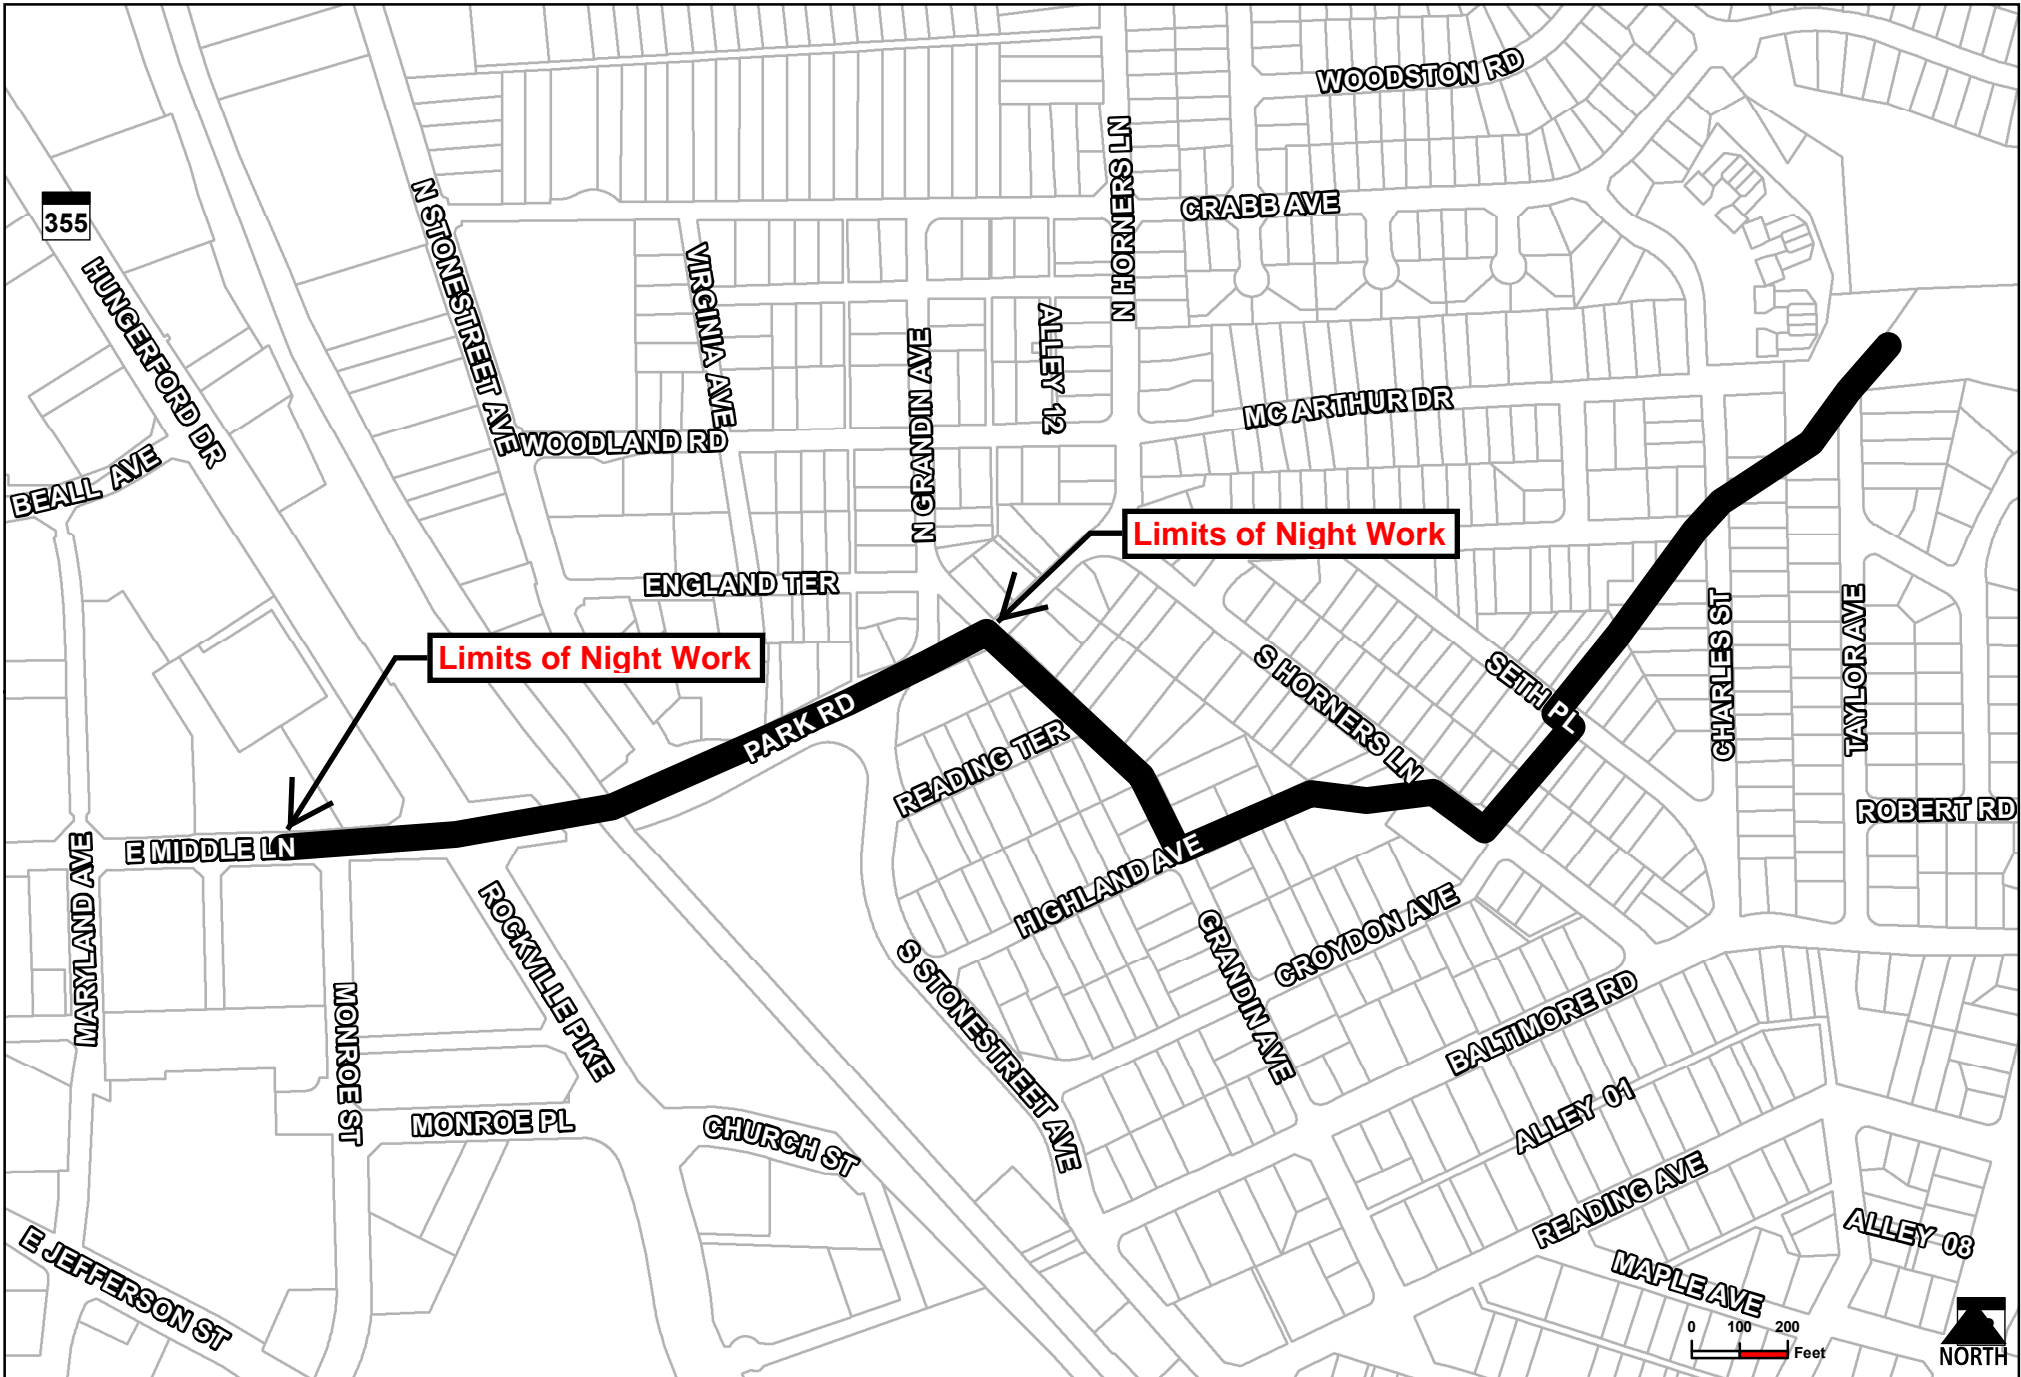 WOODSTON RD
N HORNERS LN
355
N STONESTREET AVE
CRABB AVE
HUNGERFORD DR
VIRGINIA AVE
N GRANDIN AVE
ALLEY 12
MC ARTHUR DR
WOODLAND RD
BEALL AVE
Limits of Night Work
ENGLAND TER
Limits of Night Work
S HORNERS LN
SETH PL
CHARLES ST
TAYLOR AVE
PARK RD
READING TER
ROBERT RD
E MIDDLE LN
MARYLAND AVE
HIGHLAND AVE
ROCKVILLE PIKE
GRANDIN AVE
CROYDON AVE
S STONESTREET AVE
MONROE ST
BALTIMORE RD
MONROE PL
CHURCH ST
ALLEY 01
READING AVE
ALLEY 08
E JEFFERSON ST
MAPLE AVE
0 100 200
Feet
NORTH